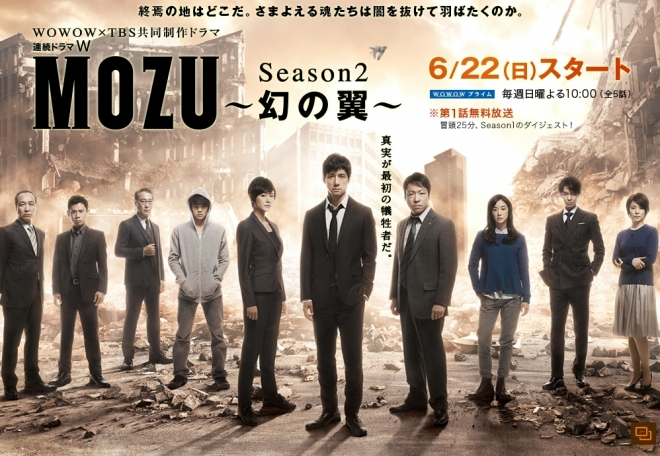 終焉の地はどこだ。さまよえる魂たちは闇を抜けて羽ばたくのか。
WOWOW×TBS共同制作ドラマ
連続ドラマW
MOZU
Season2
〜幻の翼〜
6/22(日)スタート
WOWOW プライム 毎週日曜よる10:00(全5話)
※第1話無料放送
冒頭25分、Season1のダイジェスト!
真実が最初の犠牲者だ。